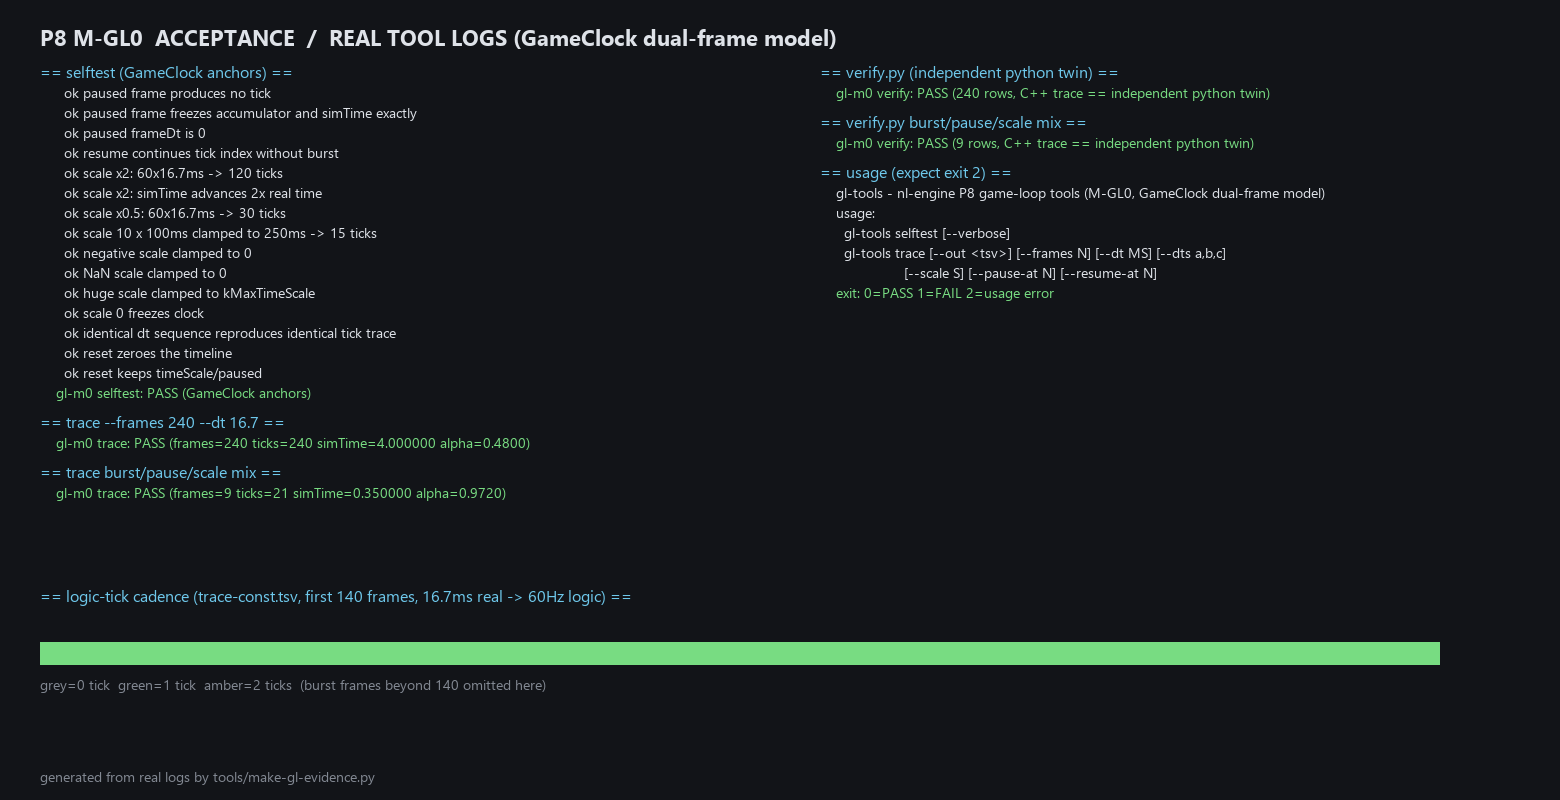 P8 M-GL0  ACCEPTANCE  /  REAL TOOL LOGS (GameClock dual-frame model)
== selftest (GameClock anchors) ==
ok paused frame produces no tick
ok paused frame freezes accumulator and simTime exactly
ok paused frameDt is 0
ok resume continues tick index without burst
ok scale x2: 60x16.7ms -> 120 ticks
ok scale x2: simTime advances 2x real time
ok scale x0.5: 60x16.7ms -> 30 ticks
ok scale 10 x 100ms clamped to 250ms -> 15 ticks
ok negative scale clamped to 0
ok NaN scale clamped to 0
ok huge scale clamped to kMaxTimeScale
ok scale 0 freezes clock
ok identical dt sequence reproduces identical tick trace
ok reset zeroes the timeline
ok reset keeps timeScale/paused
gl-m0 selftest: PASS (GameClock anchors)
== trace --frames 240 --dt 16.7 ==
gl-m0 trace: PASS (frames=240 ticks=240 simTime=4.000000 alpha=0.4800)
== trace burst/pause/scale mix ==
gl-m0 trace: PASS (frames=9 ticks=21 simTime=0.350000 alpha=0.9720)
== verify.py (independent python twin) ==
gl-m0 verify: PASS (240 rows, C++ trace == independent python twin)
== verify.py burst/pause/scale mix ==
gl-m0 verify: PASS (9 rows, C++ trace == independent python twin)
== usage (expect exit 2) ==
gl-tools - nl-engine P8 game-loop tools (M-GL0, GameClock dual-frame model)
usage:
gl-tools selftest [--verbose]
gl-tools trace [--out <tsv>] [--frames N] [--dt MS] [--dts a,b,c]
[--scale S] [--pause-at N] [--resume-at N]
exit: 0=PASS 1=FAIL 2=usage error
== logic-tick cadence (trace-const.tsv, first 140 frames, 16.7ms real -> 60Hz logic) ==
grey=0 tick  green=1 tick  amber=2 ticks  (burst frames beyond 140 omitted here)
generated from real logs by tools/make-gl-evidence.py